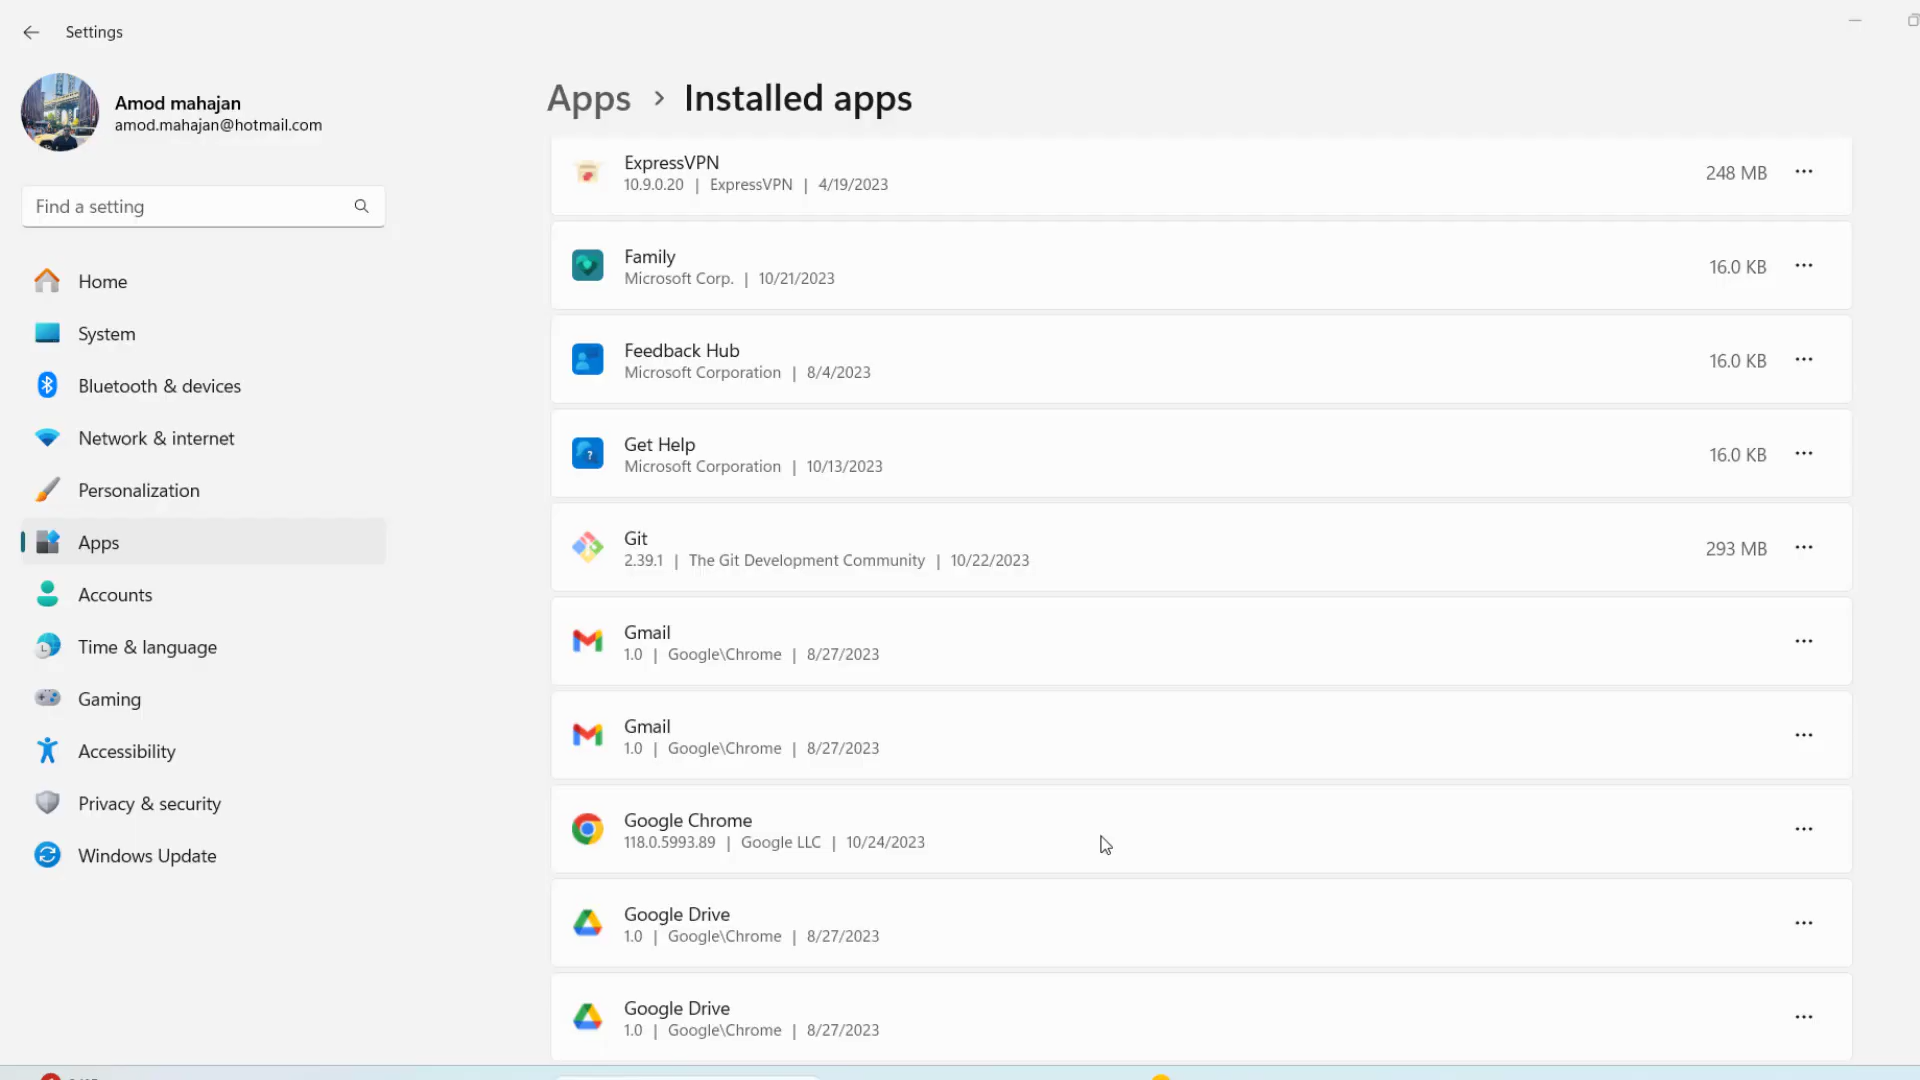 Settings
Amod mahajan
amod.mahajan@hotmail.com
Find a setting
Home
System
Bluetooth & devices
Network & internet
Personalization
Apps
Accounts
Time & language
Gaming
Accessibility
Privacy & security
Windows Update
Apps > Installed apps
ExpressVPN
10.9.0.20 | ExpressVPN | 4/19/2023
248 MB
Family
Microsoft Corp. | 10/21/2023
16.0 KB
Feedback Hub
Microsoft Corporation | 8/4/2023
16.0 KB
Get Help
Microsoft Corporation | 10/13/2023
16.0 KB
Git
2.39.1 | The Git Development Community | 10/22/2023
293 MB
Gmail
1.0 | Google\Chrome | 8/27/2023
Gmail
1.0 | Google\Chrome | 8/27/2023
Google Chrome
118.0.5993.89 | Google LLC | 10/24/2023
Google Drive
1.0 | Google\Chrome | 8/27/2023
Google Drive
1.0 | Google\Chrome | 8/27/2023